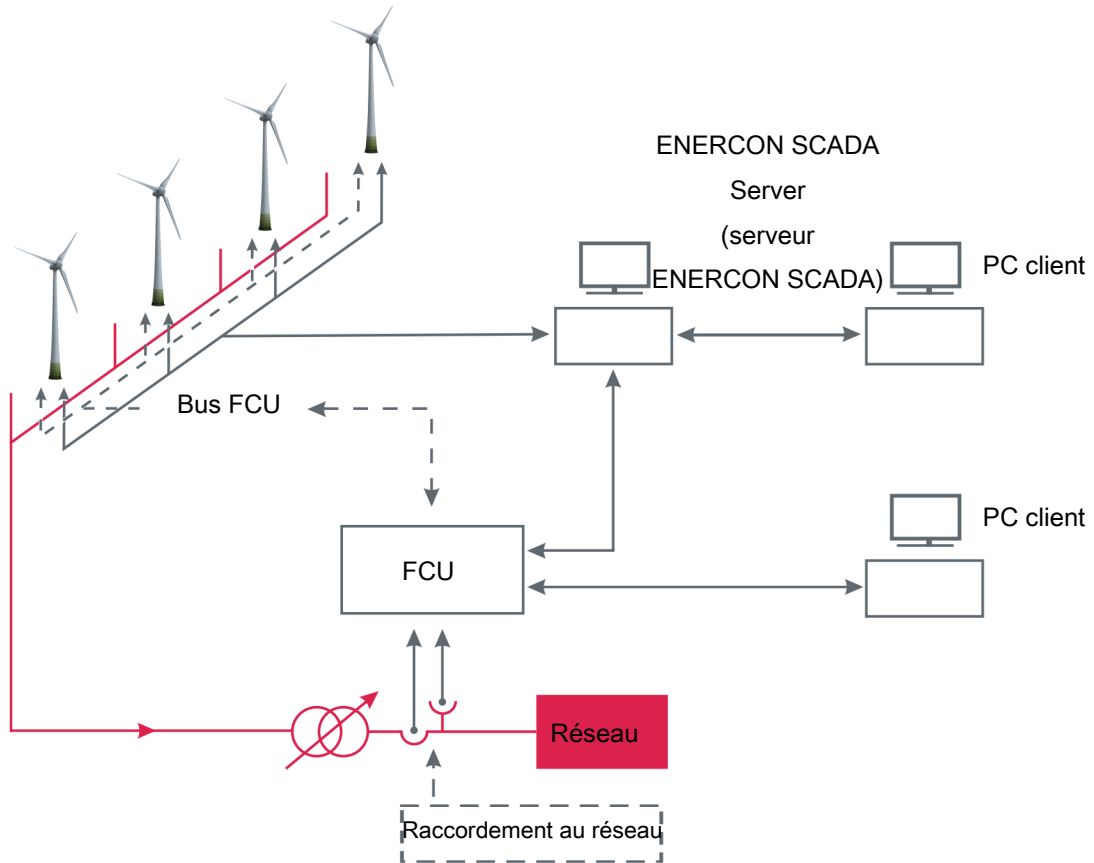 ENERCON SCADA
Server
(serveur
ENERCON SCADA)
PC client
Bus FCU
PC client
FCU
Réseau
Raccordement au réseau